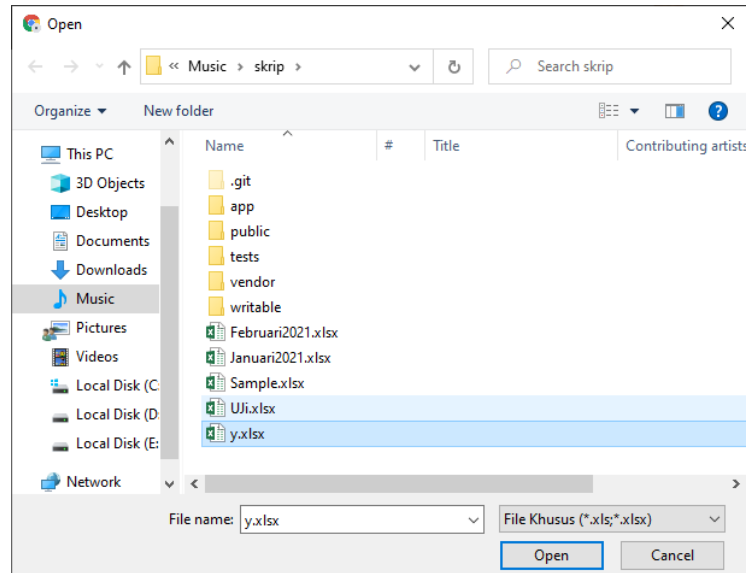 Open
« Music › skrip ›
Search skrip
Organize
New folder
?
Name # Title Contributing artists
This PC
3D Objects
Desktop
Documents
Downloads
Music
Pictures
Videos
Local Disk (C:
Local Disk (D:
Local Disk (E:
Network
.git
app
public
tests
vendor
writable
Februari2021.xlsx
Januari2021.xlsx
Sample.xlsx
UJi.xlsx
y.xlsx
File name: y.xlsx
File Khusus (*.xls;*.xlsx)
Open
Cancel